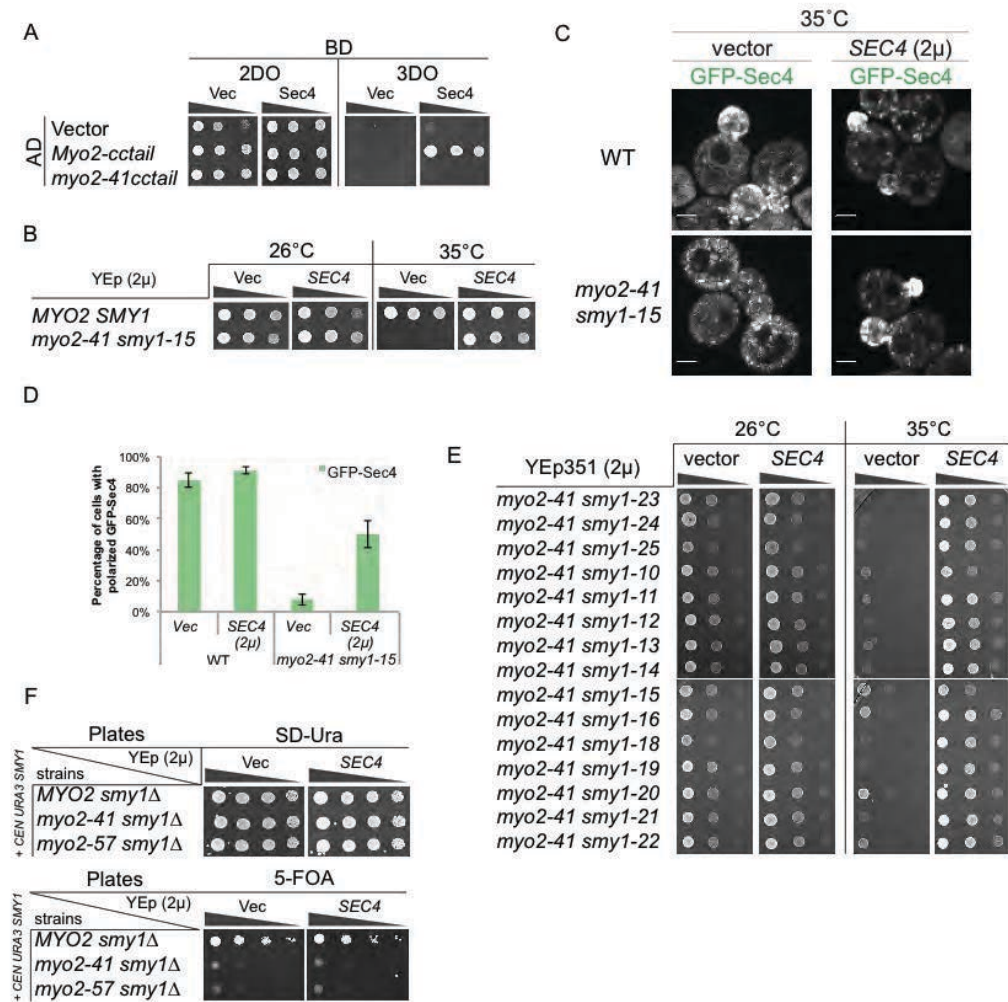 A
BD
2DO
3DO
Vec
Sec4
Vec
Sec4
AD
Vector
Myo2-cctail
myo2-41cctail
B
26°C
35°C
YEp (2µ)
Vec
SEC4
Vec
SEC4
MYO2 SMY1
myo2-41 smy1-15
C
35°C
vector
SEC4 (2µ)
GFP-Sec4
GFP-Sec4
WT
myo2-41
smy1-15
D
Percentage of cells with
polarized GFP-Sec4
100%
80%
60%
40%
20%
0%
GFP-Sec4
Vec
SEC4
(2µ)
Vec
SEC4
(2µ)
WT
myo2-41 smy1-15
E
26°C
35°C
YEp351 (2µ)
vector
SEC4
vector
SEC4
myo2-41 smy1-23
myo2-41 smy1-24
myo2-41 smy1-25
myo2-41 smy1-10
myo2-41 smy1-11
myo2-41 smy1-12
myo2-41 smy1-13
myo2-41 smy1-14
myo2-41 smy1-15
myo2-41 smy1-16
myo2-41 smy1-18
myo2-41 smy1-19
myo2-41 smy1-20
myo2-41 smy1-21
myo2-41 smy1-22
F
Plates
SD-Ura
YEp (2µ)
Vec
SEC4
strains
+ CEN URA3 SMY1
MYO2 smy1Δ
myo2-41 smy1Δ
myo2-57 smy1Δ
Plates
5-FOA
YEp (2µ)
Vec
SEC4
strains
+ CEN URA3 SMY1
MYO2 smy1Δ
myo2-41 smy1Δ
myo2-57 smy1Δ